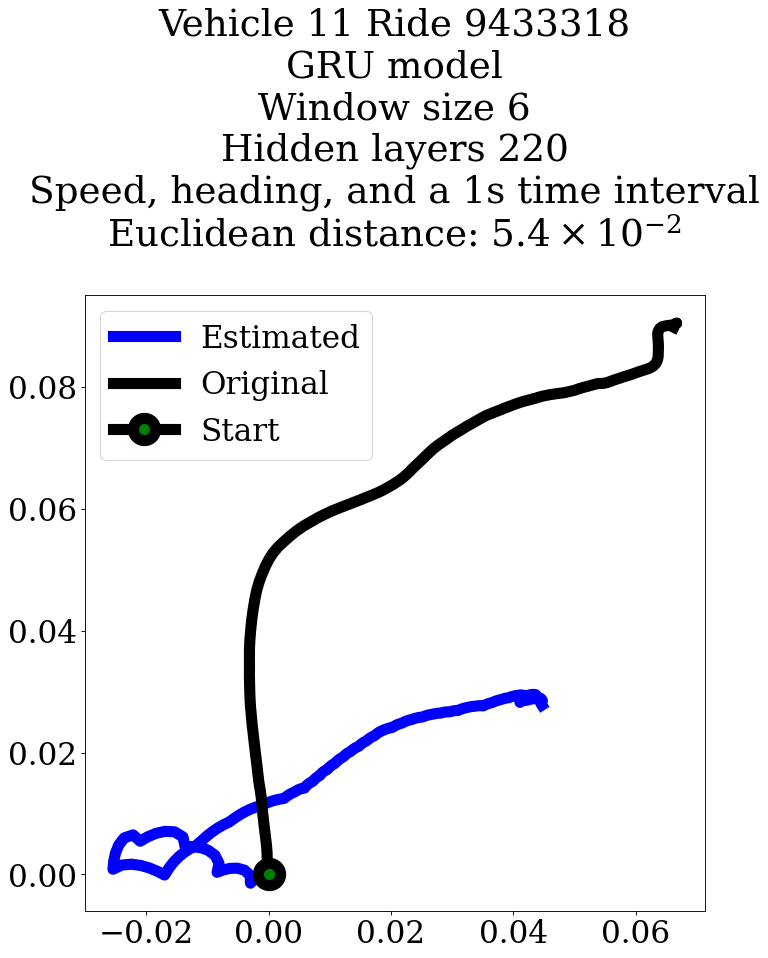 Vehicle 11 Ride 9433318
GRU model
Window size 6
Hidden layers 220
Speed, heading, and a 1s time interval
Euclidean distance: 5.4 × 10⁻²
Estimated
Original
Start
0.08
0.06
0.04
0.02
0.00
−0.02 0.00 0.02 0.04 0.06